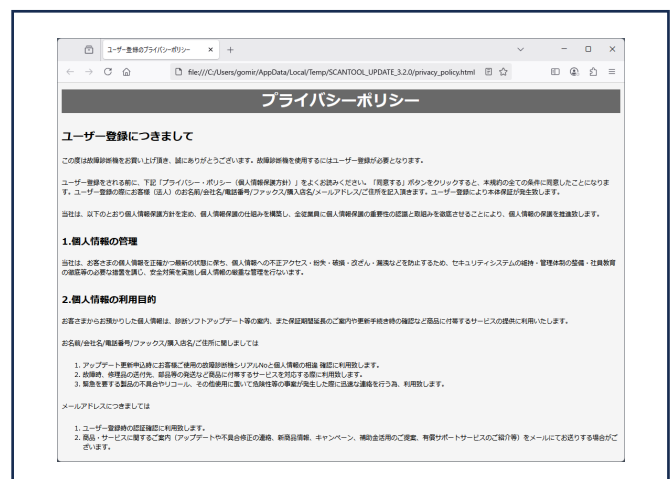 ユーザー登録のプライバシーポリシー
file:///C:/Users/gomir/AppData/Local/Temp/SCANTOOL_UPDATE_3.2.0/privacy_policy.html
プライバシーポリシー
ユーザー登録につきまして
この度は故障診断機をお買い上げ頂き、誠にありがとうございます。故障診断機を使用するにはユーザー登録が必要となります。
ユーザー登録をされる前に、下記「プライバシー・ポリシー（個人情報保護方針）」をよくお読みください。「同意する」ボタンをクリックすると、本規約の全ての条件に同意したことになりま
す。ユーザー登録の際にお客様（法人）のお名前/会社名/電話番号/ファックス/購入店名/メールアドレス/ご住所を記入頂きます。ユーザー登録により本体保証が発生致します。
当社は、以下のとおり個人情報保護方針を定め、個人情報保護の仕組みを構築し、全従業員に個人情報保護の重要性の認識と取組みを徹底させることにより、個人情報の保護を推進致します。
1.個人情報の管理
当社は、お客さまの個人情報を正確かつ最新の状態に保ち、個人情報への不正アクセス・紛失・破損・改ざん・漏洩などを防止するため、セキュリティシステムの維持・管理体制の整備・社員教育
の徹底等の必要な措置を講じ、安全対策を実施し個人情報の厳重な管理を行ないます。
2.個人情報の利用目的
お客さまからお預かりした個人情報は、診断ソフトアップデート等の案内、また保証期間延長のご案内や更新手続き時の確認など商品に付帯するサービスの提供に利用いたします。
お名前/会社名/電話番号/ファックス/購入店名/ご住所に関しましては
1. アップデート更新申込時にお客様ご使用の故障診断機シリアルNoと個人情報の相違 確認に利用致します。
2. 故障時、修理品の送付先、部品等の発送など商品に付帯するサービスを対応する際に利用致します。
3. 緊急を要する製品の不具合やリコール、その他使用に置いて危険性等の事案が発生した際に迅速な連絡を行う為、利用致します。
メールアドレスにつきましては
1. ユーザー登録時の認証確認に利用致します。
2. 商品・サービスに関するご案内（アップデートや不具合修正の連絡、新商品情報、キャンペーン、補助金活用のご提案、有償サポートサービスのご紹介等）をメールにてお送りする場合がご
ざいます。